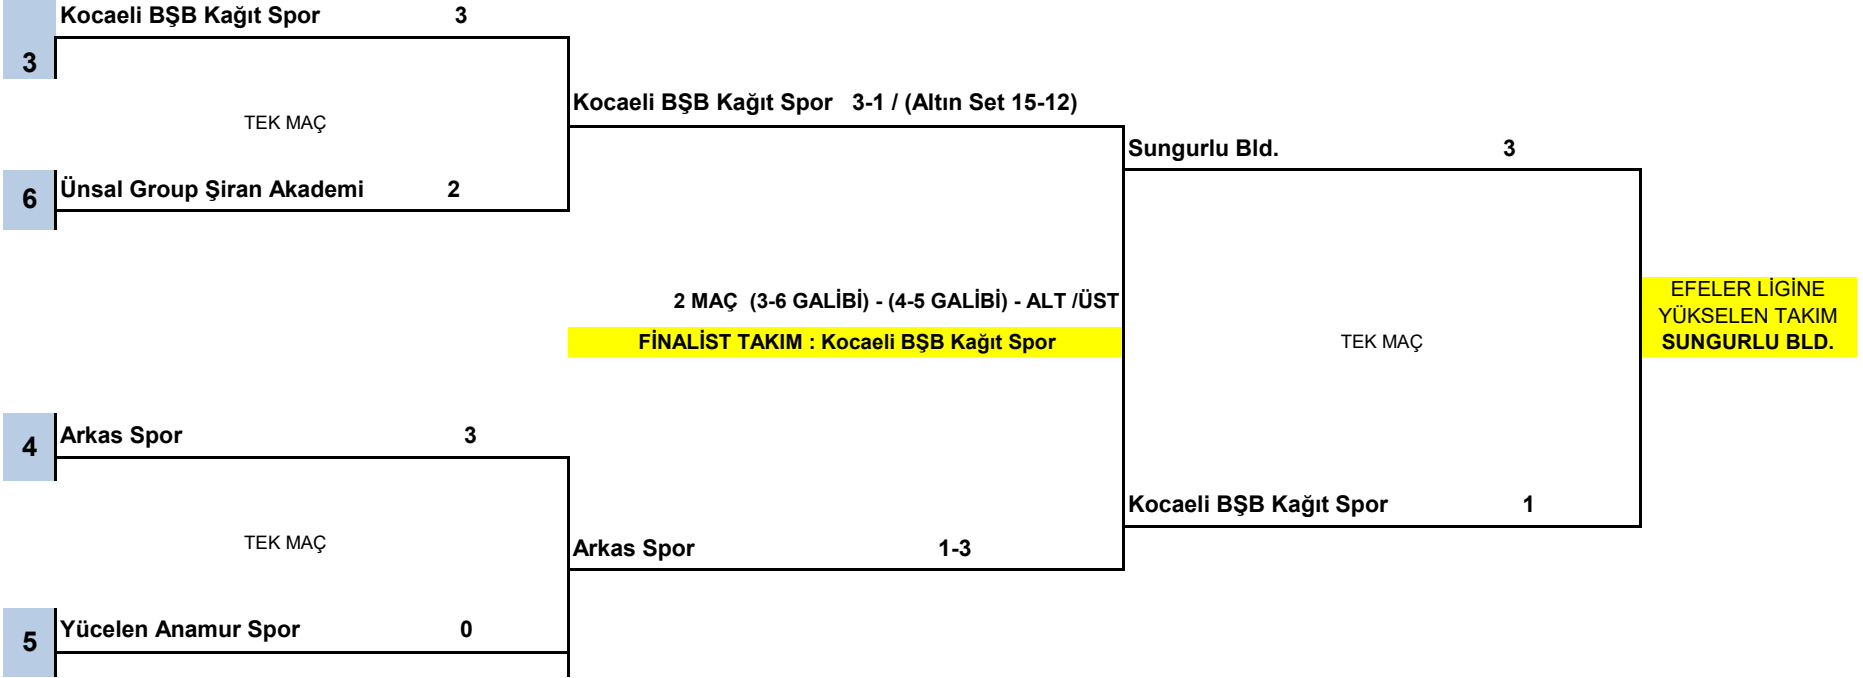 Kocaeli BŞB Kağıt Spor 3
3
TEK MAÇ
6
Ünsal Group Şiran Akademi 2
Kocaeli BŞB Kağıt Spor 3-1 / (Altın Set 15-12)
2 MAÇ (3-6 GALİBİ) - (4-5 GALİBİ) - ALT /ÜST
FİNALİST TAKIM : Kocaeli BŞB Kağıt Spor
4
Arkas Spor 3
TEK MAÇ
5
Yücelen Anamur Spor 0
Arkas Spor 1-3
Sungurlu Bld. 3
TEK MAÇ
Kocaeli BŞB Kağıt Spor 1
EFELER LİGİNE
YÜKSELEN TAKIM
SUNGURLU BLD.